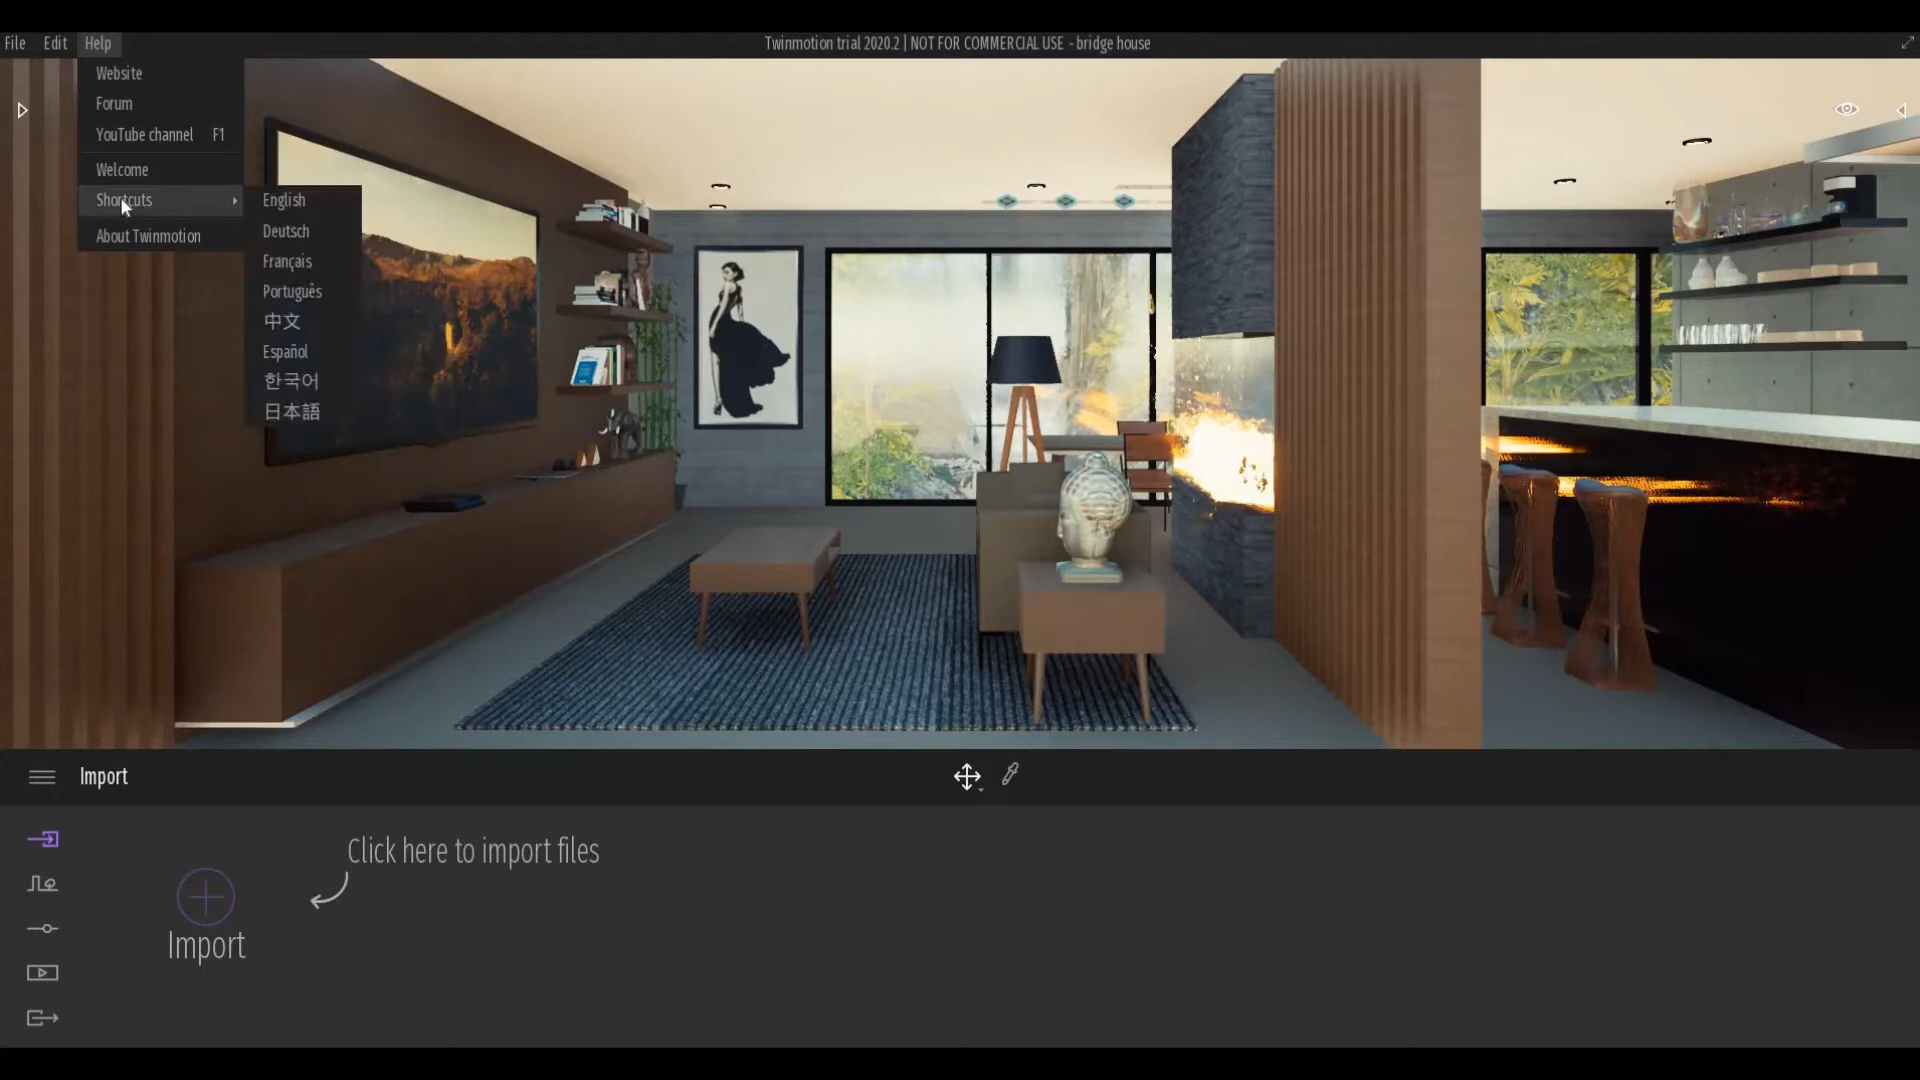 File Edit Help
Twinmotion trial 2020.2 | NOT FOR COMMERCIAL USE - bridge house
Website
Forum
YouTube channel F1
Welcome
Shortcuts
About Twinmotion
English
Deutsch
Français
Português
中文
Español
한국어
日本語
Import
Click here to import files
Import